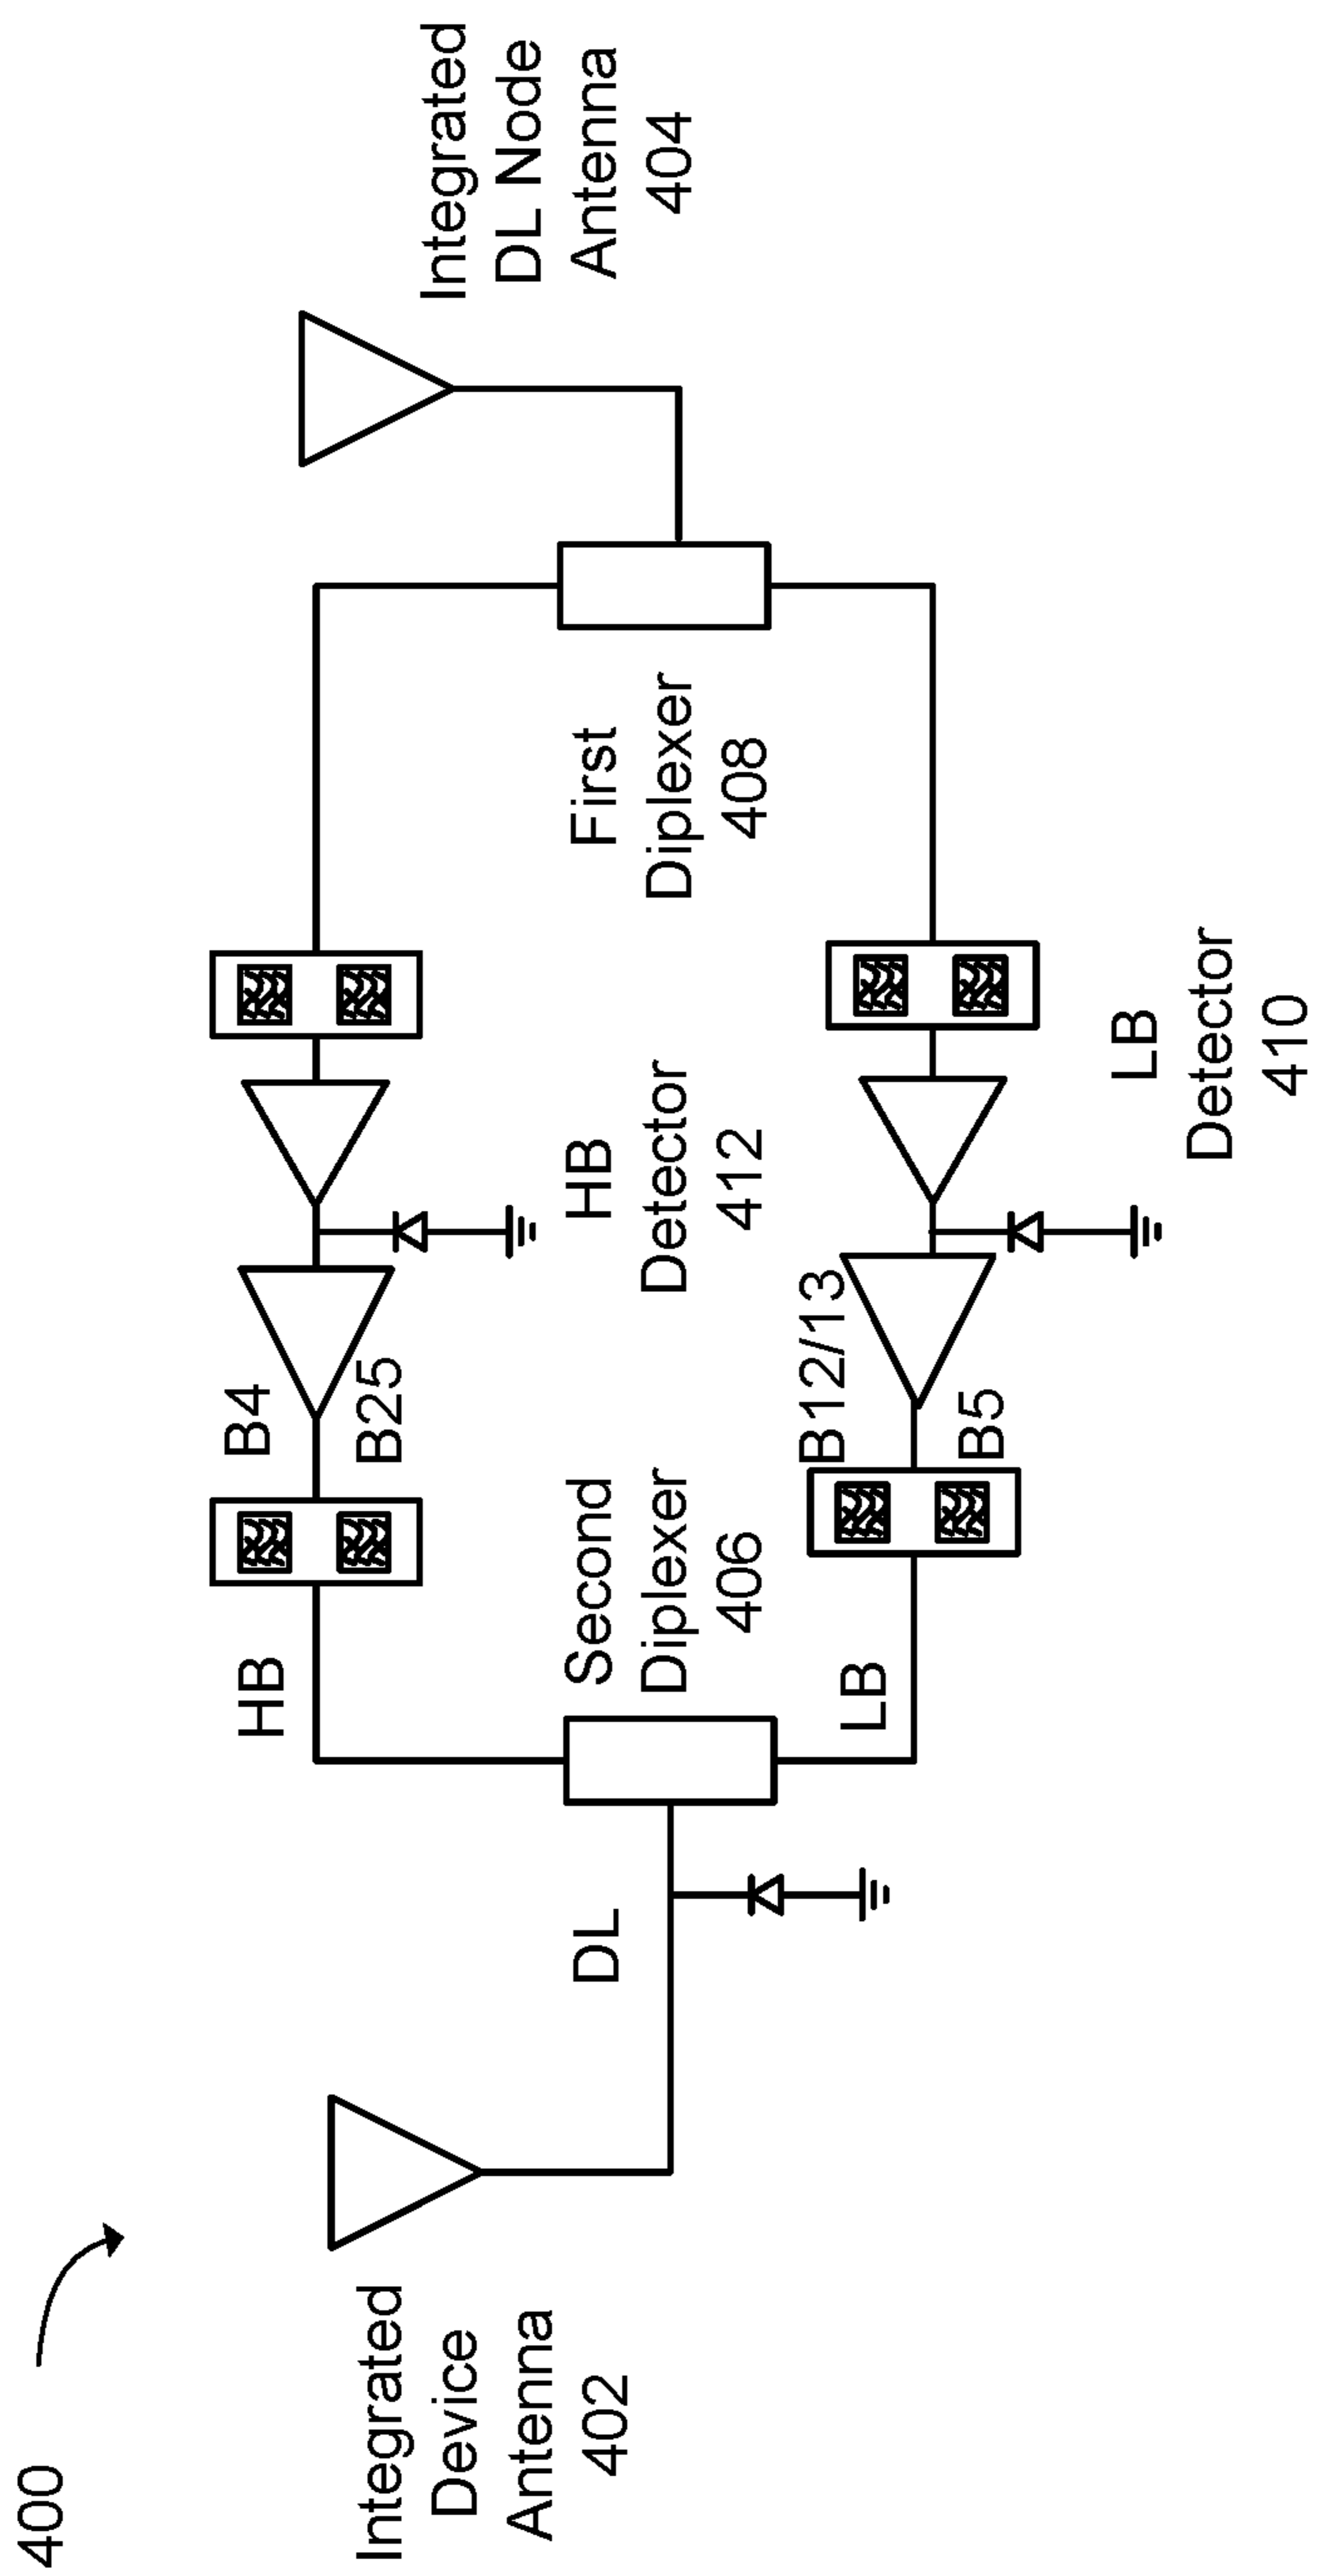 400
Integrated
Device
Antenna
402
DL
HB
LB
Second
Diplexer
406
B4
B25
B12/13
B5
HB
Detector
412
LB
Detector
410
First
Diplexer
408
Integrated
DL Node
Antenna
404